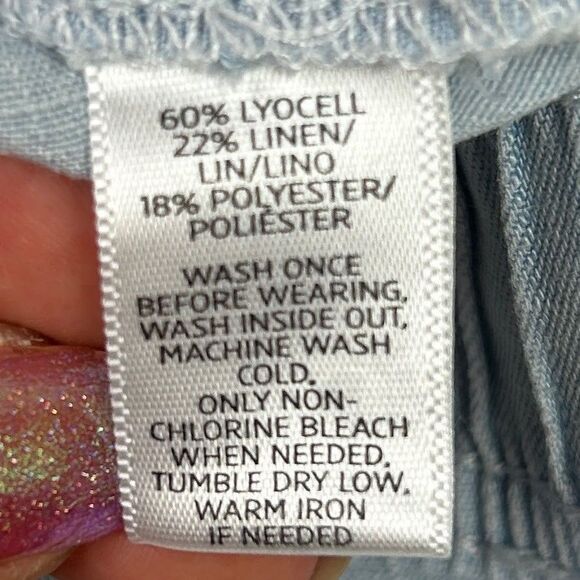 60% LYOCELL
22% LINEN/
LIN/LINO
18% POLYESTER/
POLIÉSTER
WASH ONCE
BEFORE WEARING,
WASH INSIDE OUT,
MACHINE WASH
COLD,
ONLY NON-
CHLORINE BLEACH
WHEN NEEDED,
TUMBLE DRY LOW,
WARM IRON
IF NEEDED